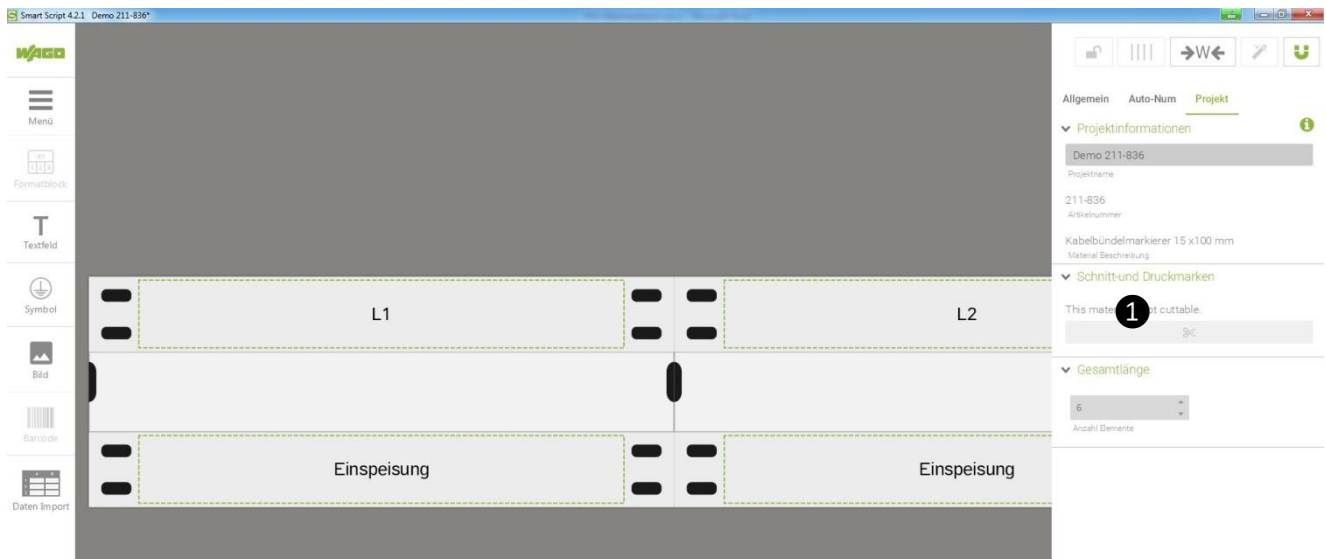 Smart Script 4.2.1 Demo 211-836*
WAGO
Menü
Formatblock
T
Textfeld
Symbol
Bild
Barcode
Daten Import
L1
L2
Einspeisung
Einspeisung
→W←
Allgemein Auto-Num Projekt
Projektinformationen
Demo 211-836
Projektname
211-836
Artikelnummer
Kabelbündelmarkierer 15 x100 mm
Material Beschreibung
Schnitt-und Druckmarken
This cuttable.
1
Gesamtlänge
6
Anzahl Elemente